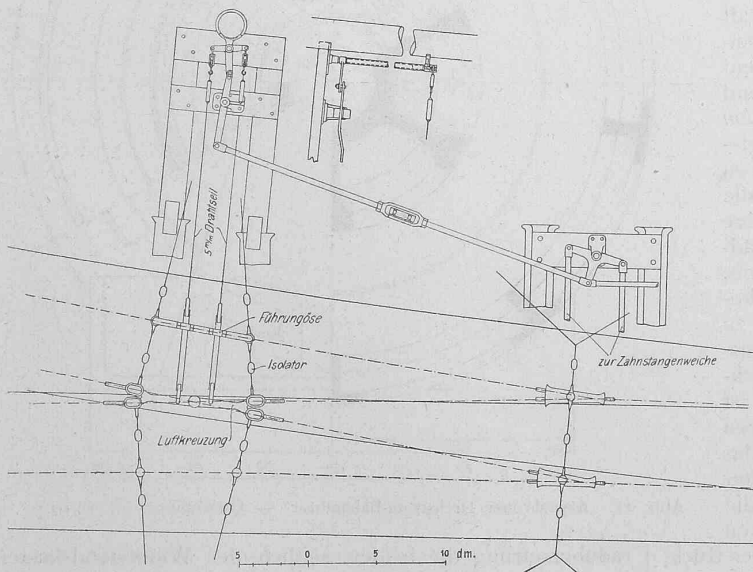 5 m/m Drahtseil
Führungöse
Isolator
zur Zahnstangenweiche
Luftkreuzung
5 0 5 10 dm.